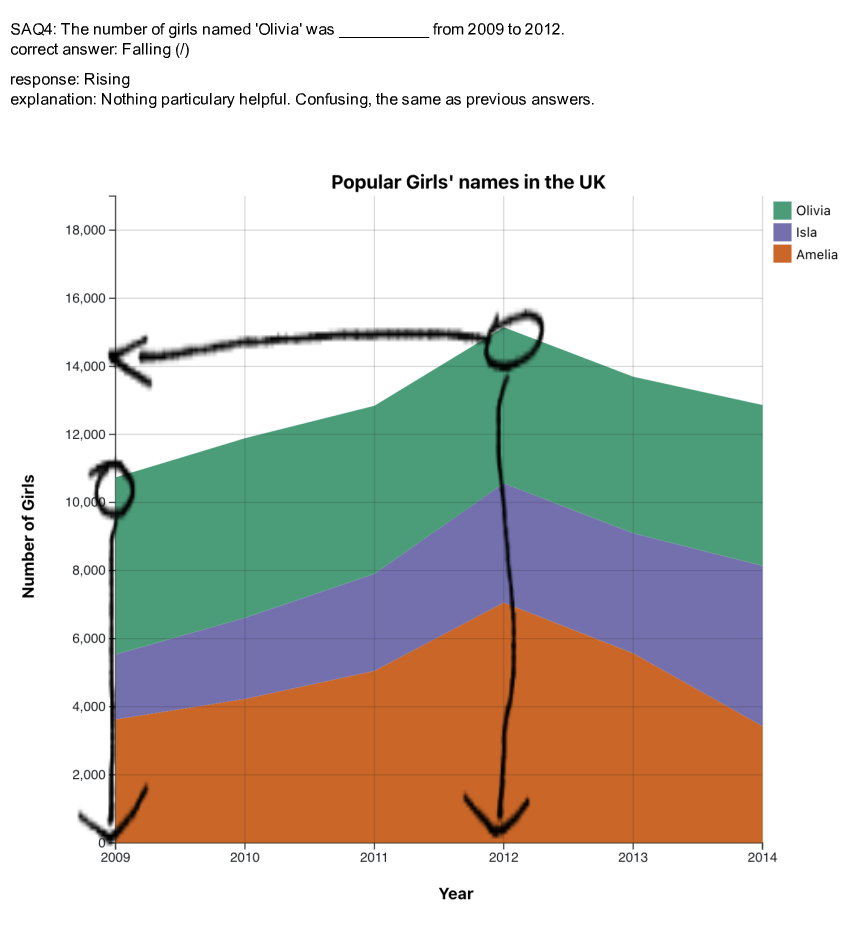 SAQ4: The number of girls named 'Olivia' was ___________ from 2009 to 2012.
correct answer: Falling (/)
response: Rising
explanation: Nothing particulary helpful. Confusing, the same as previous answers.
Popular Girls' names in the UK
Olivia
Isla
Amelia
18,000
16,000
14,000
12,000
10,000
8,000
6,000
4,000
2,000
0
Number of Girls
2009 2010 2011 2012 2013 2014
Year